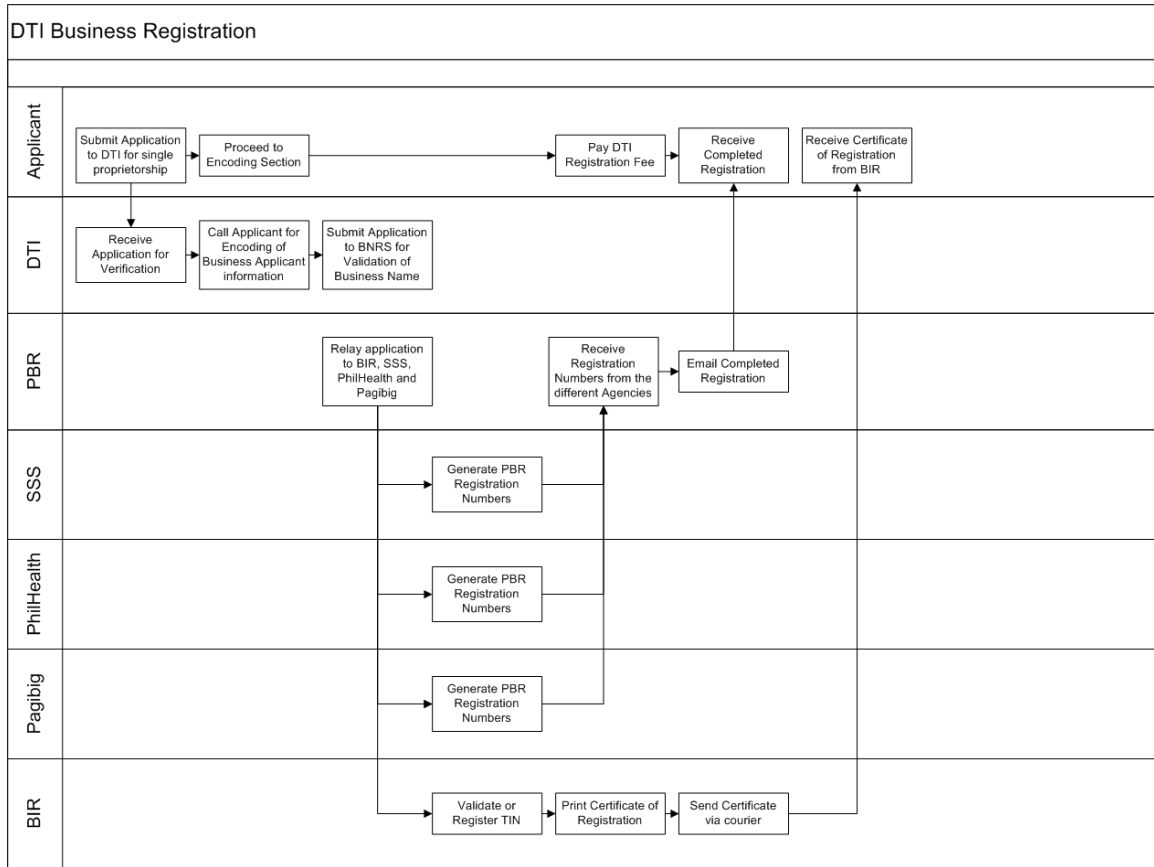 DTI Business Registration
Applicant
Submit Application
to DTI for single
proprietorship
Proceed to
Encoding Section
Pay DTI
Registration Fee
Receive
Completed
Registration
Receive Certificate
of Registration
from BIR
DTI
Receive
Application for
Verification
Call Applicant for
Encoding of
Business Applicant
information
Submit Application
to BNRS for
Validation of
Business Name
PBR
Relay application
to BIR, SSS,
PhilHealth and
Pagibig
Receive
Registration
Numbers from the
different Agencies
Email Completed
Registration
SSS
Generate PBR
Registration
Numbers
PhilHealth
Generate PBR
Registration
Numbers
Pagibig
Generate PBR
Registration
Numbers
BIR
Validate or
Register TIN
Print Certificate of
Registration
Send Certificate
via courier